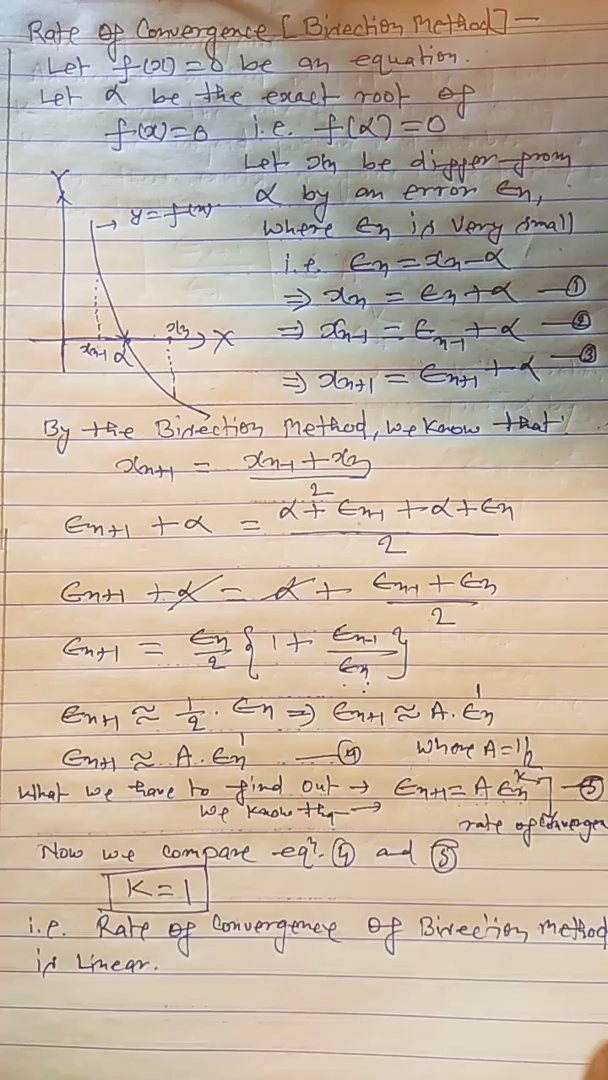 Rate of Convergence [Bisection Method] —
Let f(x) = 0 be an equation.
Let α be the exact root of
f(x) = 0 i.e. f(α) = 0
Let xn be differ from
α by an error ϵn,
where ϵn is very small
i.e. ϵn = xn - α
⇒ xn = ϵn + α — ①
⇒ xn-1 = ϵn-1 + α — ②
⇒ xn+1 = ϵn+1 + α — ③
Y
→ y = f(x)
xn-1 α xn X
By the Bisection Method, we know that:
xn+1 = (xn-1 + xn)/2
ϵn+1 + α = (α + ϵn-1 + α + ϵn)/2
ϵn+1 + α = α + (ϵn-1 + ϵn)/2
ϵn+1 = ϵn/2 {1 + ϵn-1/ϵn}
ϵn+1 ≈ 1/2 · ϵn ⇒ ϵn+1 ≈ A · ϵn^1
ϵn+1 ≈ A · ϵn^1 — ④ where A = 1/2
What we have to find out → ϵn+1 = A ϵn^K — ⑤
we know that → rate of Converge
Now we compare eqn. ④ and ⑤
K = 1
i.e. Rate of Convergence of Bisection Method
is Linear.